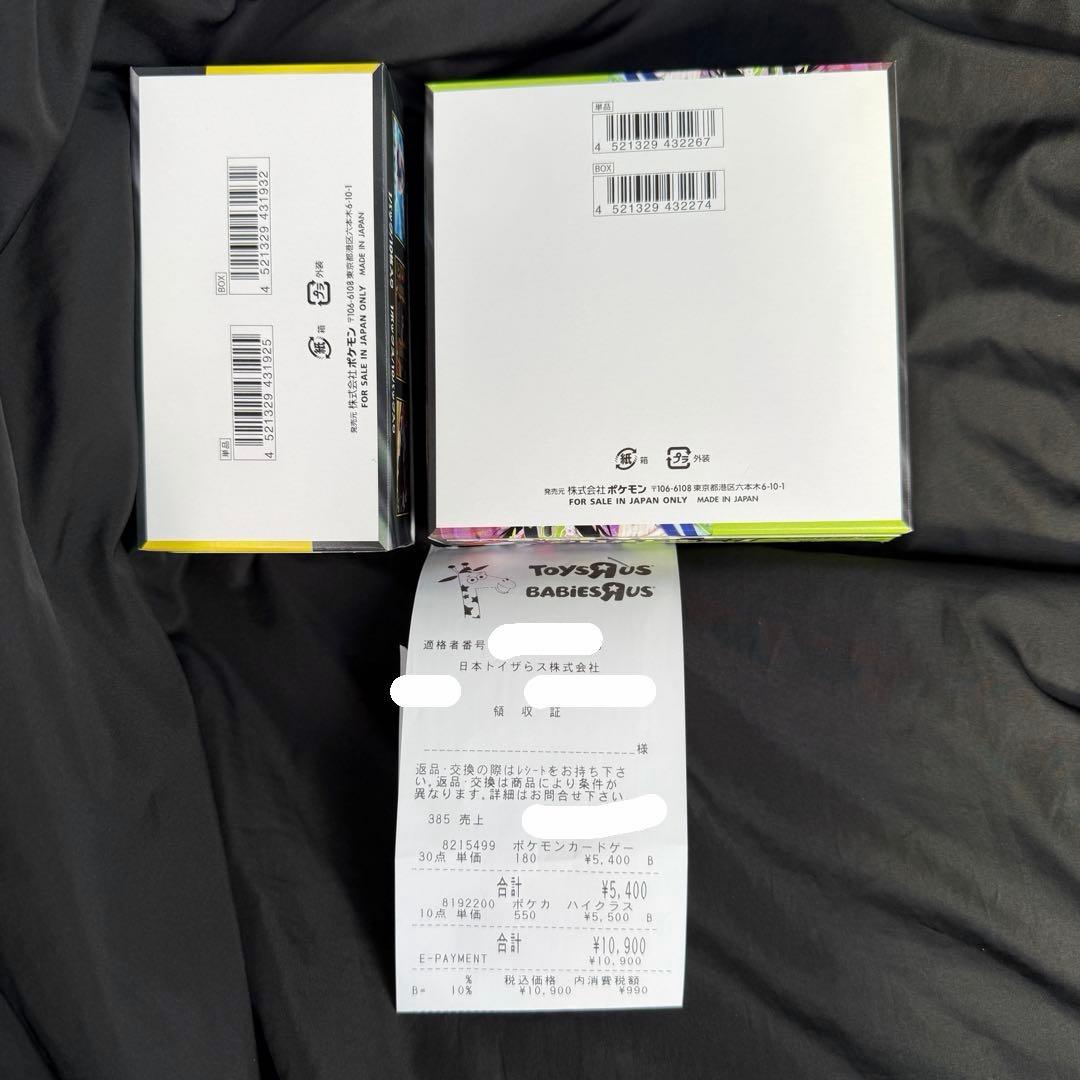 BOX
4 521329 431932
単品
4 521329 431925
紙 箱
プラ 外装
発売元 株式会社ポケモン 〒106-6108 東京都港区六本木6-10-1
FOR SALE IN JAPAN ONLY MADE IN JAPAN
単品
4 521329 432267
BOX
4 521329 432274
紙 箱 プラ 外装
発売元 株式会社ポケモン 〒106-6108 東京都港区六本木6-10-1
FOR SALE IN JAPAN ONLY MADE IN JAPAN
TOYSЯUS
BABIESЯUS
適格者番号
日本トイザらス株式会社
領 収 証
様
返品・交換の際はレシートをお持ち下さ
い。返品・交換は商品により条件が
異なります。詳細はお問合せ下さい
385 売上
8215499 ポケモンカードゲー
30点 単価 180 ¥5,400 B
合計 ¥5,400
8192200 ポケカ ハイクラス
10点 単価 550 ¥5,500 B
合計 ¥10,900
E-PAYMENT ¥10,900
% 税込価格 内消費税額
B= 10% ¥10,900 ¥990